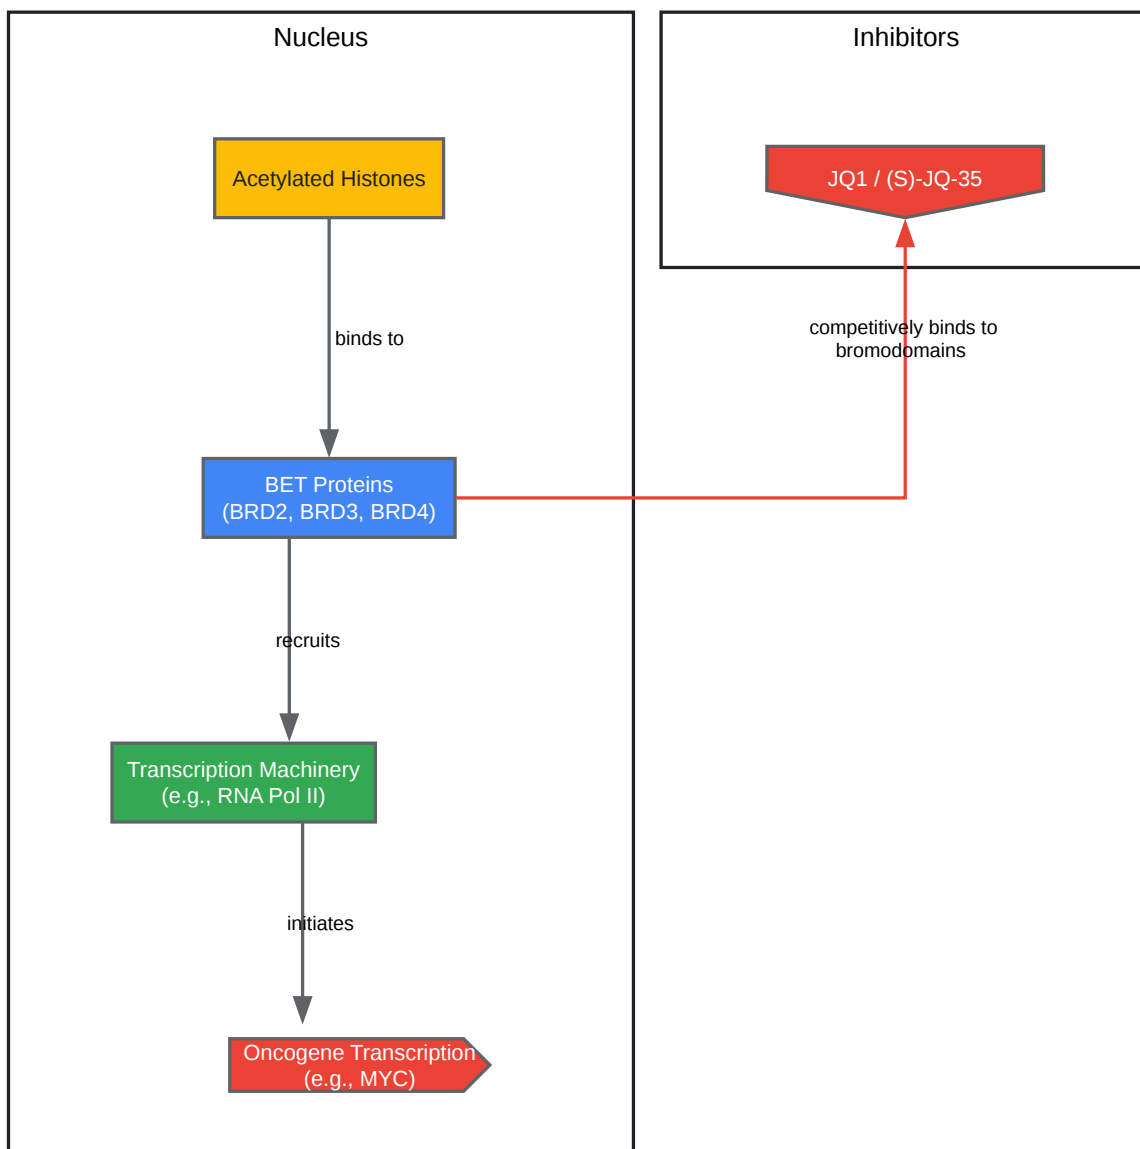 Nucleus
Inhibitors
Acetylated Histones
JQ1 / (S)-JQ-35
binds to
competitively binds to
bromodomains
BET Proteins
(BRD2, BRD3, BRD4)
recruits
Transcription Machinery
(e.g., RNA Pol II)
initiates
Oncogene Transcription
(e.g., MYC)